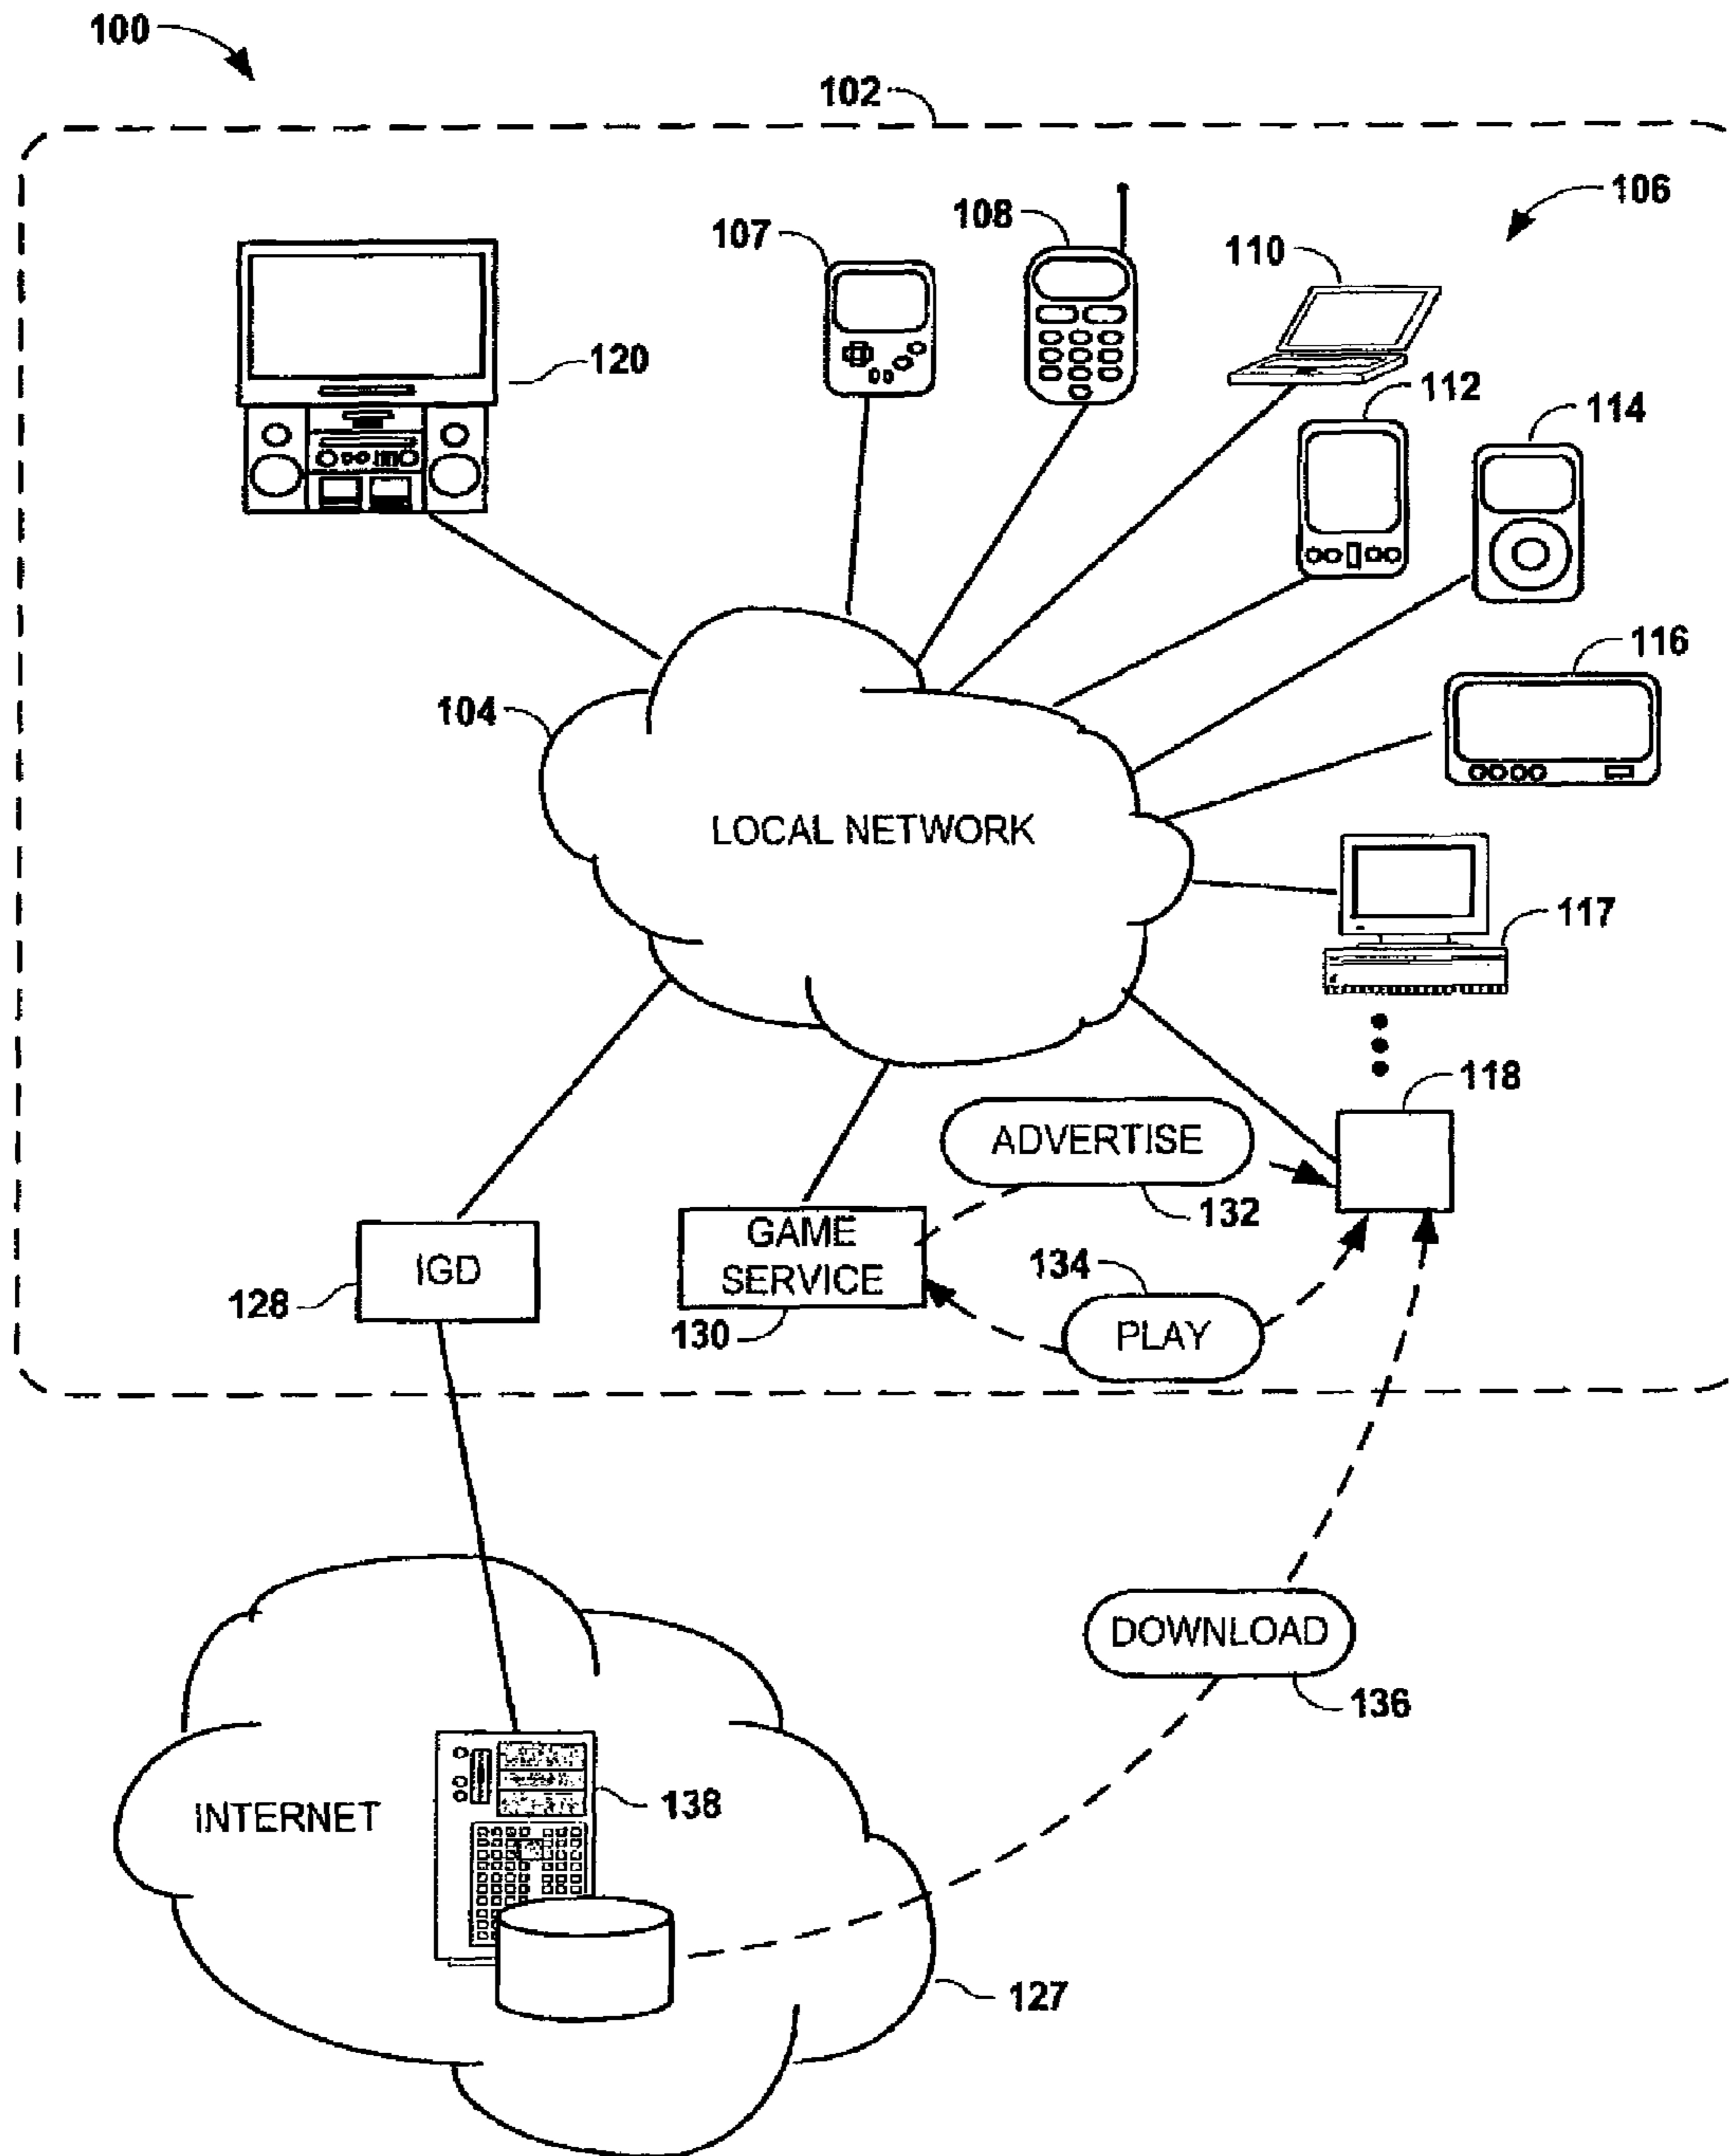 100
102
106
108
107
110
120
112
114
116
104
LOCAL NETWORK
117
118
ADVERTISE
132
GAME
SERVICE
IGD
134
128
130
PLAY
DOWNLOAD
136
138
INTERNET
127